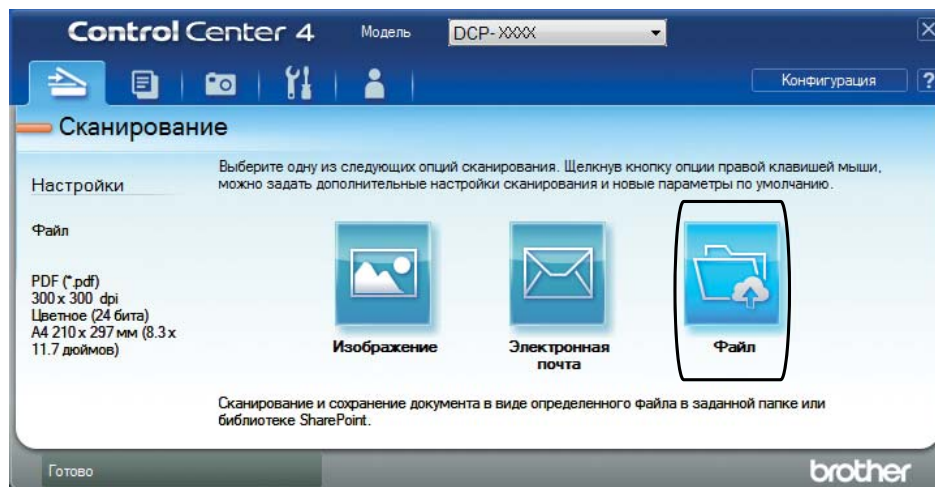 Control Center 4 Модель DCP-XXXX
Конфигурация ?
Сканирование
Выберите одну из следующих опций сканирования. Щелкнув кнопку опции правой клавишей мыши,
можно задать дополнительные настройки сканирования и новые параметры по умолчанию.
Настройки
Файл
PDF (*.pdf)
300 x 300 dpi
Цветное (24 бита)
A4 210 x 297 мм (8.3 x
11.7 дюймов)
Изображение
Электронная
почта
Файл
Сканирование и сохранение документа в виде определенного файла в заданной папке или
библиотеке SharePoint.
Готово
brother